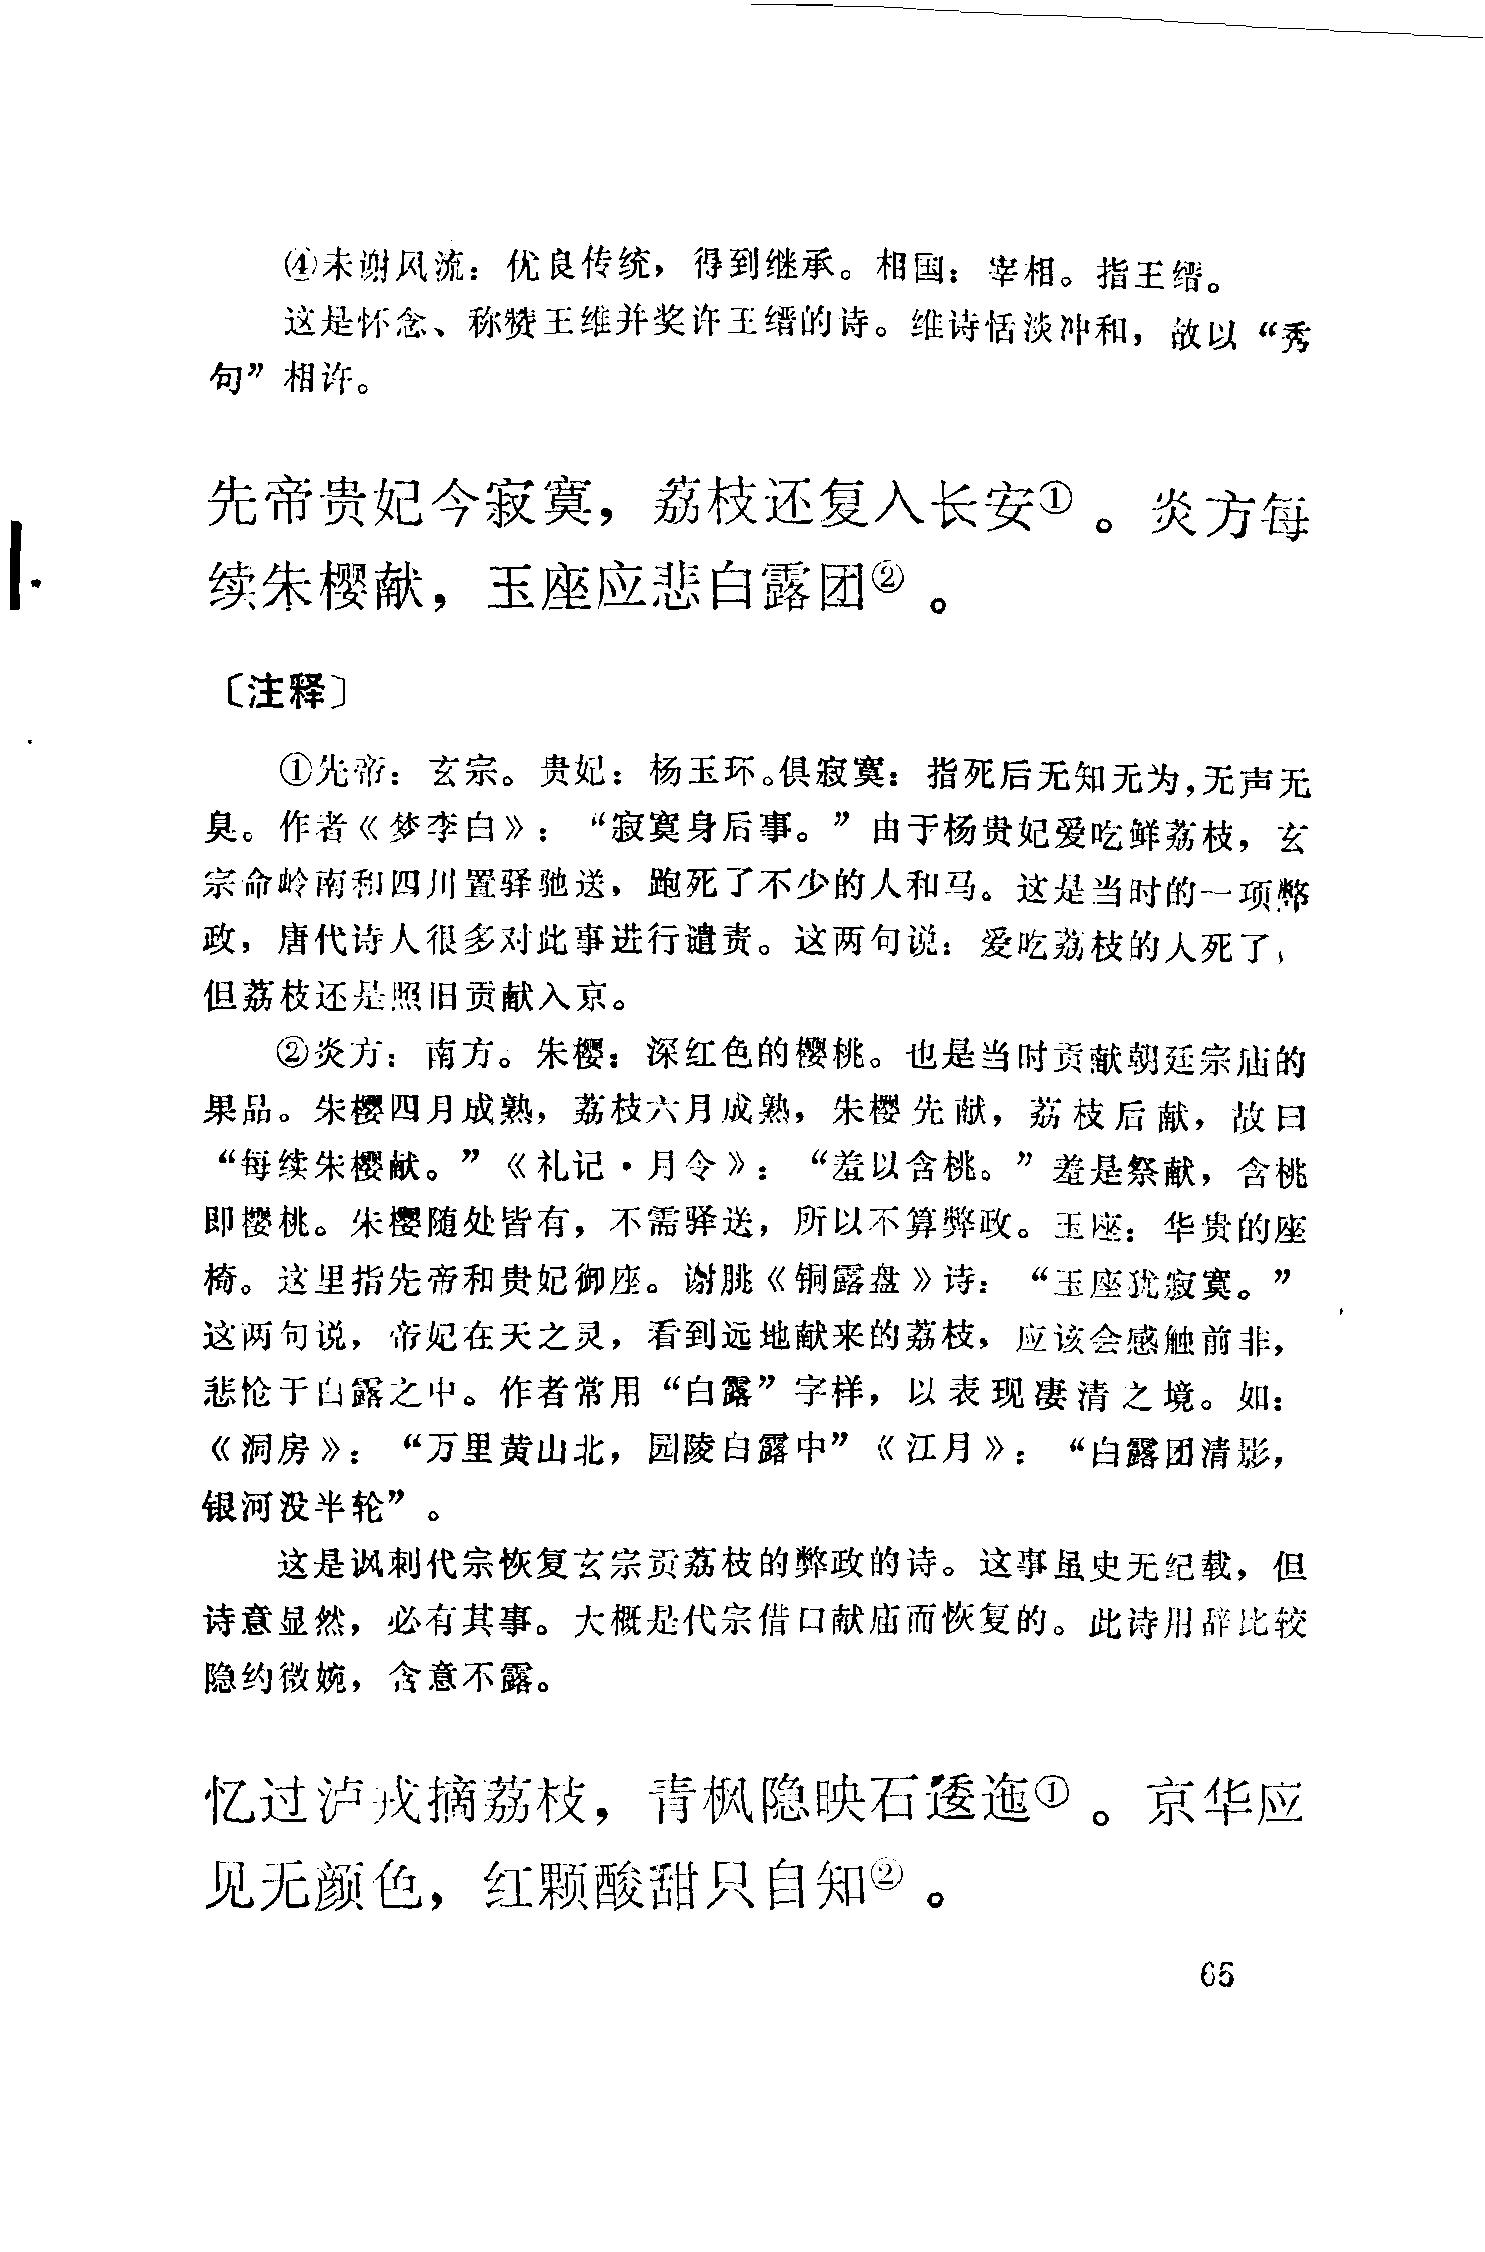 ④未谢风流：优良传统，得到继承。相国：宰相。指王缙。
这是怀念、称赞王维并奖许王缙的诗。维诗恬淡冲和，故以“秀
句”相许。
先帝贵妃今寂寞，荔枝还复入长安①。炎方每
续朱樱献，玉座应悲白露团②。
〔注释〕
①先帝：玄宗。贵妃：杨玉环。俱寂寞：指死后无知无为，无声无
臭。作者《梦李白》：“寂寞身后事。”由于杨贵妃爱吃鲜荔枝，玄
宗命岭南和四川置驿驰送，跑死了不少的人和马。这是当时的一项弊
政，唐代诗人很多对此事进行谴责。这两句说：爱吃荔枝的人死了，
但荔枝还是照旧贡献入京。
②炎方：南方。朱樱：深红色的樱桃。也是当时贡献朝廷宗庙的
果品。朱樱四月成熟，荔枝六月成熟，朱樱先献，荔枝后献，故曰
“每续朱樱献。”《礼记·月令》：“羞以含桃。”羞是祭献，含桃
即樱桃。朱樱随处皆有，不需驿送，所以不算弊政。玉座：华贵的座
椅。这里指先帝和贵妃御座。谢朓《铜露盘》诗：“玉座犹寂寞。”
这两句说，帝妃在天之灵，看到远地献来的荔枝，应该会感触前非，
悲怆于白露之中。作者常用“白露”字样，以表现凄清之境。如：
《洞房》：“万里黄山北，园陵白露中”《江月》：“白露团清影，
银河没半轮”。
这是讽刺代宗恢复玄宗贡荔枝的弊政的诗。这事虽史无纪载，但
诗意显然，必有其事。大概是代宗借口献庙而恢复的。此诗用辞比较
隐约微婉，含意不露。
忆过泸戎摘荔枝，青枫隐映石逶迤①。京华应
见无颜色，红颗酸甜只自知②。
65